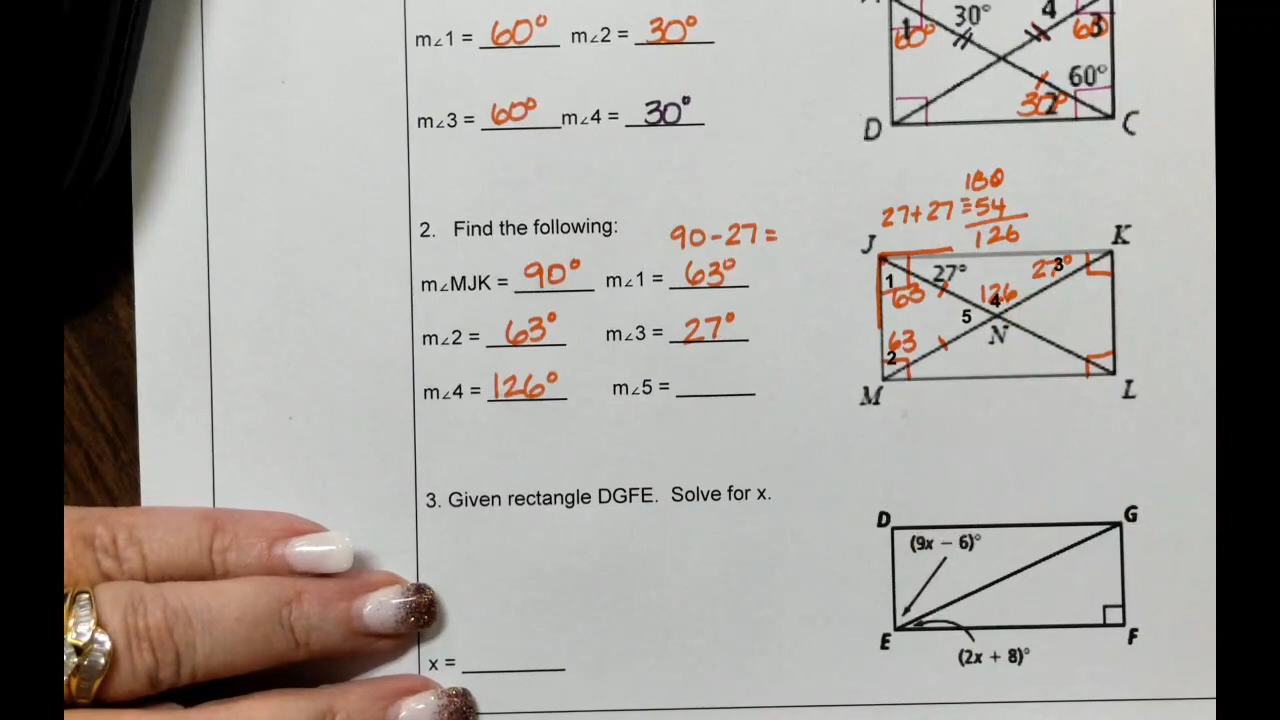 m∠1 = 60° m∠2 = 30°
m∠3 = 60° m∠4 = 30°
1 30° 4 3
60° 60
60°
30° 2
D C
2. Find the following: 90-27=
m∠MJK = 90° m∠1 = 63°
m∠2 = 63° m∠3 = 27°
m∠4 = 126° m∠5 =
180
27+27=54
126
J K
1 27° 27° 3
63 126 4
5
63 N
2
M L
3. Given rectangle DGFE. Solve for x.
x =
D G
(9x – 6)°
E F
(2x + 8)°